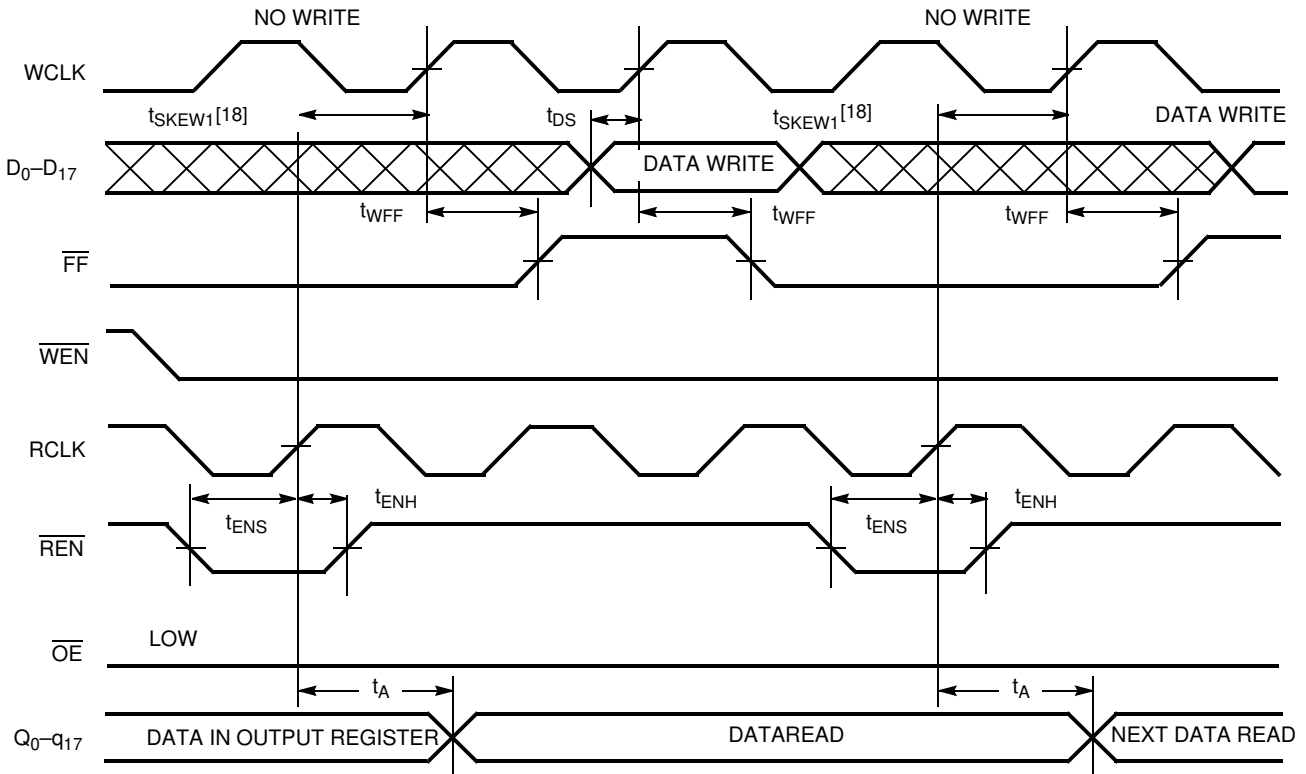 NO WRITE NO WRITE
WCLK
tSKEW1[18] tDS tSKEW1[18] DATA WRITE
D0–D17 DATA WRITE
tWFF tWFF tWFF
FF
WEN
RCLK
tENS tENH tENS tENH
REN
OE LOW
tA tA
Q0–q17 DATA IN OUTPUT REGISTER DATAREAD NEXT DATA READ